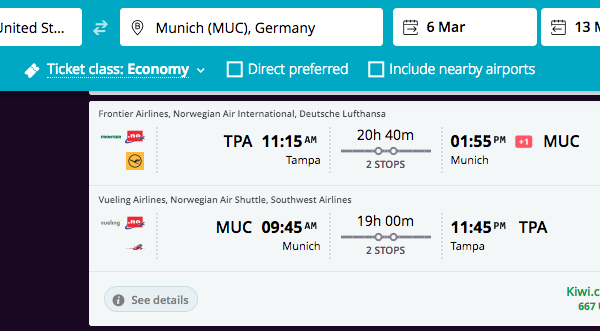 United St...
Munich (MUC), Germany
6 Mar
13 M
Ticket class: Economy
Direct preferred
Include nearby airports
Frontier Airlines, Norwegian Air International, Deutsche Lufthansa
FRONTIER
.no
TPA 11:15 AM
20h 40m
01:55 PM +1 MUC
Tampa
2 STOPS
Munich
Vueling Airlines, Norwegian Air Shuttle, Southwest Airlines
vueling
.no
MUC 09:45 AM
19h 00m
11:45 PM TPA
Munich
2 STOPS
Tampa
See details
Kiwi.c
667 U